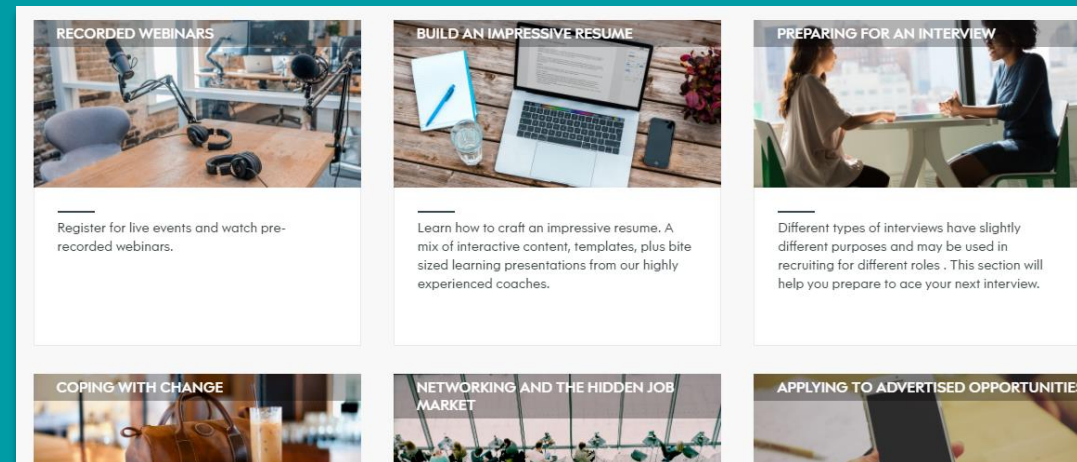 RECORDED WEBINARS
Register for live events and watch pre-
recorded webinars.
BUILD AN IMPRESSIVE RESUME
Learn how to craft an impressive resume. A
mix of interactive content, templates, plus bite
sized learning presentations from our highly
experienced coaches.
PREPARING FOR AN INTERVIEW
Different types of interviews have slightly
different purposes and may be used in
recruiting for different roles . This section will
help you prepare to ace your next interview.
COPING WITH CHANGE
NETWORKING AND THE HIDDEN JOB
MARKET
APPLYING TO ADVERTISED OPPORTUNITIES